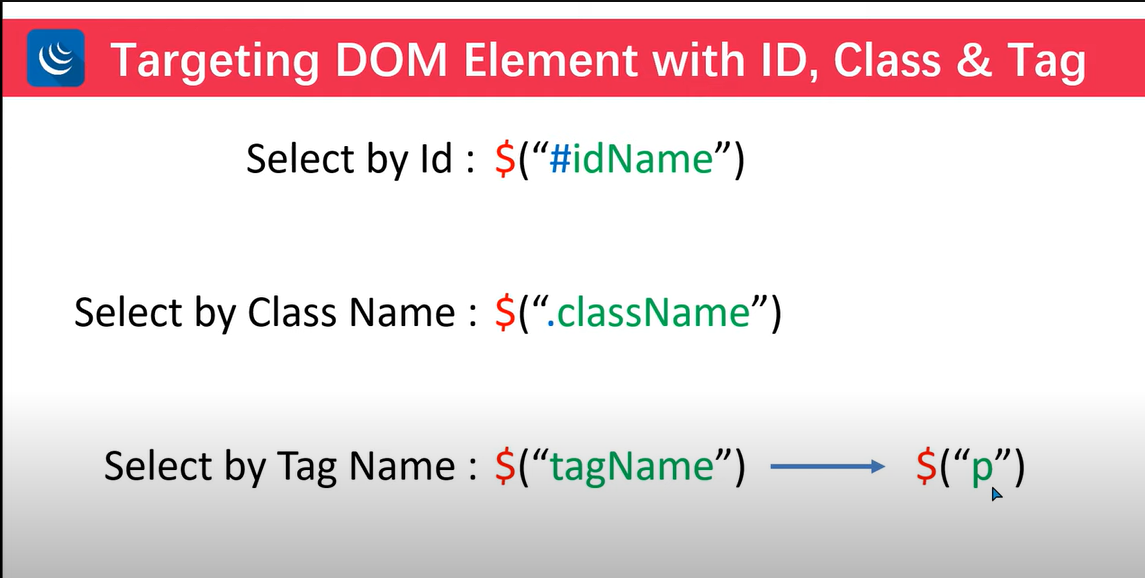 Targeting DOM Element with ID, Class & Tag
Select by Id : $(“#idName”)
Select by Class Name : $(“.className”)
Select by Tag Name : $(“tagName”) $(“p”)